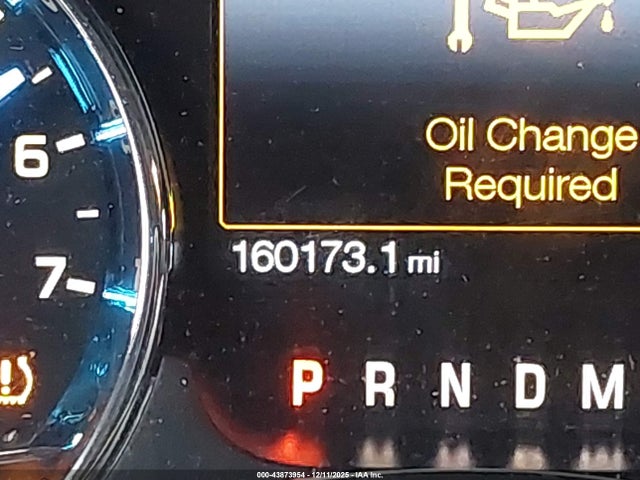 Oil Change
Required
6
160173.1 mi
7
P R N D M
000-43873954 - 12/11/2025 - IAA Inc.